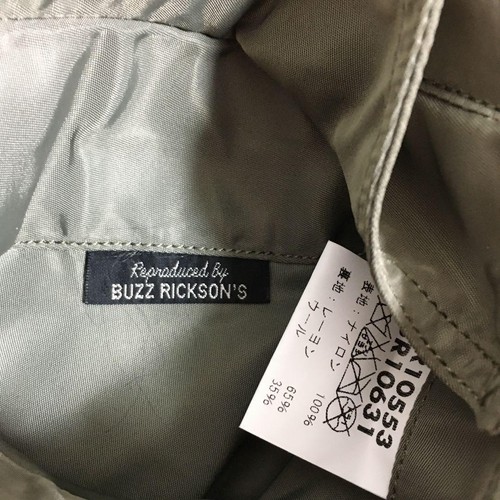 Reproduced By
BUZZ RICKSON'S
10553
R10631
表地：ナイロン 100%
裏地：レーヨン 65%
ウール 35%